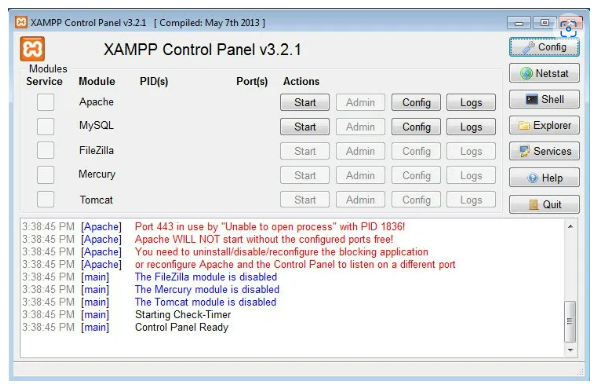 XAMPP Control Panel v3.2.1 [ Compiled: May 7th 2013 ]
XAMPP Control Panel v3.2.1
Config
Modules
Service Module PID(s) Port(s) Actions
Netstat
Apache Start Admin Config Logs
Shell
MySQL Start Admin Config Logs
Explorer
FileZilla Start Admin Config Logs
Services
Mercury Start Admin Config Logs
Help
Tomcat Start Admin Config Logs
Quit
3:38:45 PM [Apache] Port 443 in use by "Unable to open process" with PID 1836!
3:38:45 PM [Apache] Apache WILL NOT start without the configured ports free!
3:38:45 PM [Apache] You need to uninstall/disable/reconfigure the blocking application
3:38:45 PM [Apache] or reconfigure Apache and the Control Panel to listen on a different port
3:38:45 PM [main] The FileZilla module is disabled
3:38:45 PM [main] The Mercury module is disabled
3:38:45 PM [main] The Tomcat module is disabled
3:38:45 PM [main] Starting Check-Timer
3:38:45 PM [main] Control Panel Ready